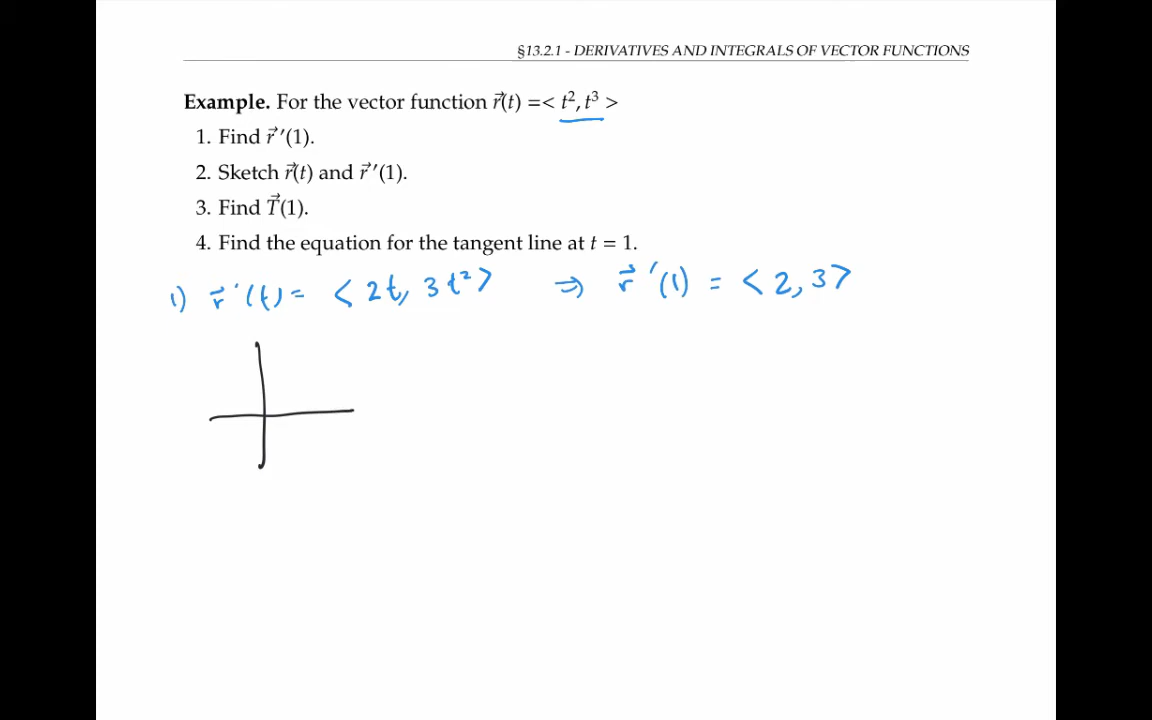 §13.2.1 - DERIVATIVES AND INTEGRALS OF VECTOR FUNCTIONS
Example. For the vector function r⃗(t) =< t², t³ >
1. Find r⃗ ′(1).
2. Sketch r⃗(t) and r⃗ ′(1).
3. Find T⃗(1).
4. Find the equation for the tangent line at t = 1.
1) r⃗ ′(t) = < 2t, 3t² > ⇒ r⃗ ′(1) = < 2, 3 >